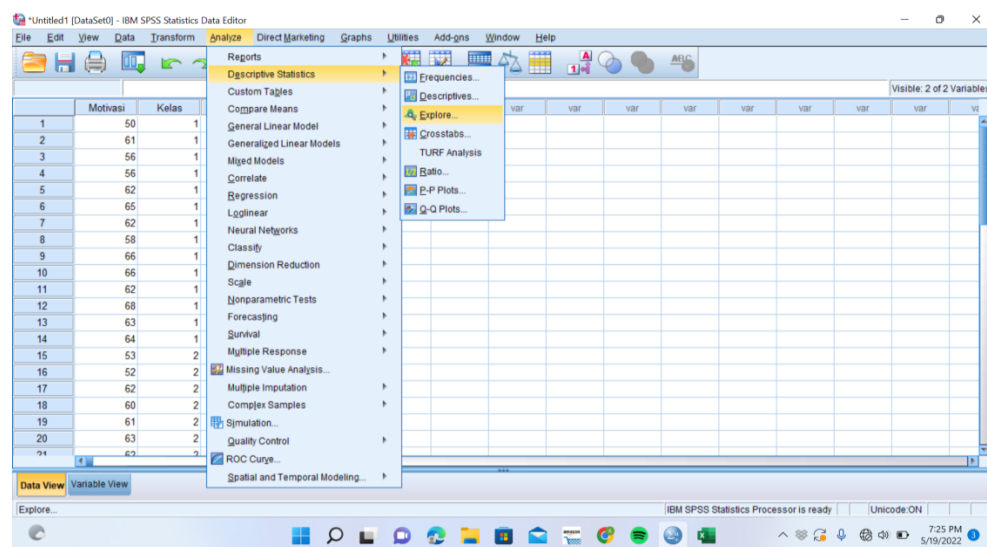 *Untitled1 [DataSet0] - IBM SPSS Statistics Data Editor
File Edit View Data Transform Analyze Direct Marketing Graphs Utilities Add-ons Window Help
Visible: 2 of 2 Variables
Motivasi Kelas var var var var var var var var
Reports
Descriptive Statistics
Custom Tables
Compare Means
General Linear Model
Generalized Linear Models
Mixed Models
Correlate
Regression
Loglinear
Neural Networks
Classify
Dimension Reduction
Scale
Nonparametric Tests
Forecasting
Survival
Multiple Response
Missing Value Analysis...
Multiple Imputation
Complex Samples
Simulation...
Quality Control
ROC Curve...
Spatial and Temporal Modeling...
Frequencies...
Descriptives...
Explore...
Crosstabs...
TURF Analysis
Ratio...
P-P Plots...
Q-Q Plots...
1 50 1
2 61 1
3 56 1
4 56 1
5 62 1
6 65 1
7 62 1
8 58 1
9 66 1
10 66 1
11 62 1
12 68 1
13 63 1
14 64 1
15 53 2
16 52 2
17 62 2
18 60 2
19 61 2
20 63 2
21 62 2
Data View Variable View
Explore... IBM SPSS Statistics Processor is ready Unicode:ON
7:25 PM
5/19/2022 3